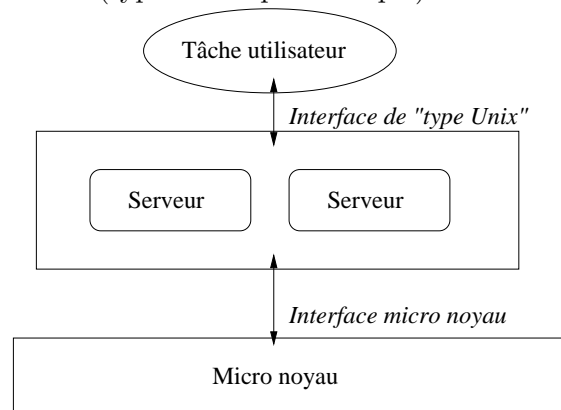 Tâche utilisateur
Interface de "type Unix"
Serveur Serveur
Interface micro noyau
Micro noyau